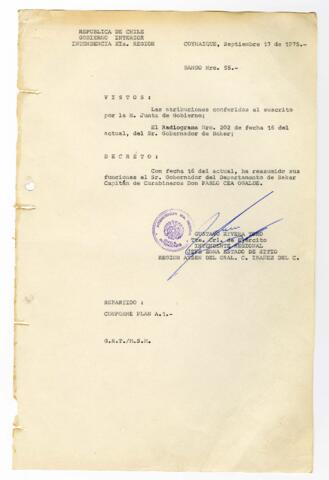 REPUBLICA DE CHILE
GOBIERNO INTERIOR
INTENDENCIA XIa. REGION
COYHAIQUE, Septiembre 17 de 1975.-
BANDO Nro. 55.-
V I S T O S :
Las atribuciones conferidas al suscrito
por la H. Junta de Gobierno;
El Radiograma Nro. 202 de fecha 16 del
actual, del Sr. Gobernador de Baker;
D E C R E T O :
Con fecha 16 del actual, ha reasumido sus
funciones el Sr. Gobernador del Departamento de Baker
Capitán de Carabineros Don PABLO CEA OGALDE.
GUSTAVO RIVERA TORO
Tte. Crl. de Ejército
INTENDENTE REGIONAL
JEFE ZONA ESTADO DE SITIO
REGION AYSEN DEL GRAL. C. IBAÑEZ DEL C.
REPARTIDO :
CONFORME PLAN A.1.-
G.R.T./M.S.M.